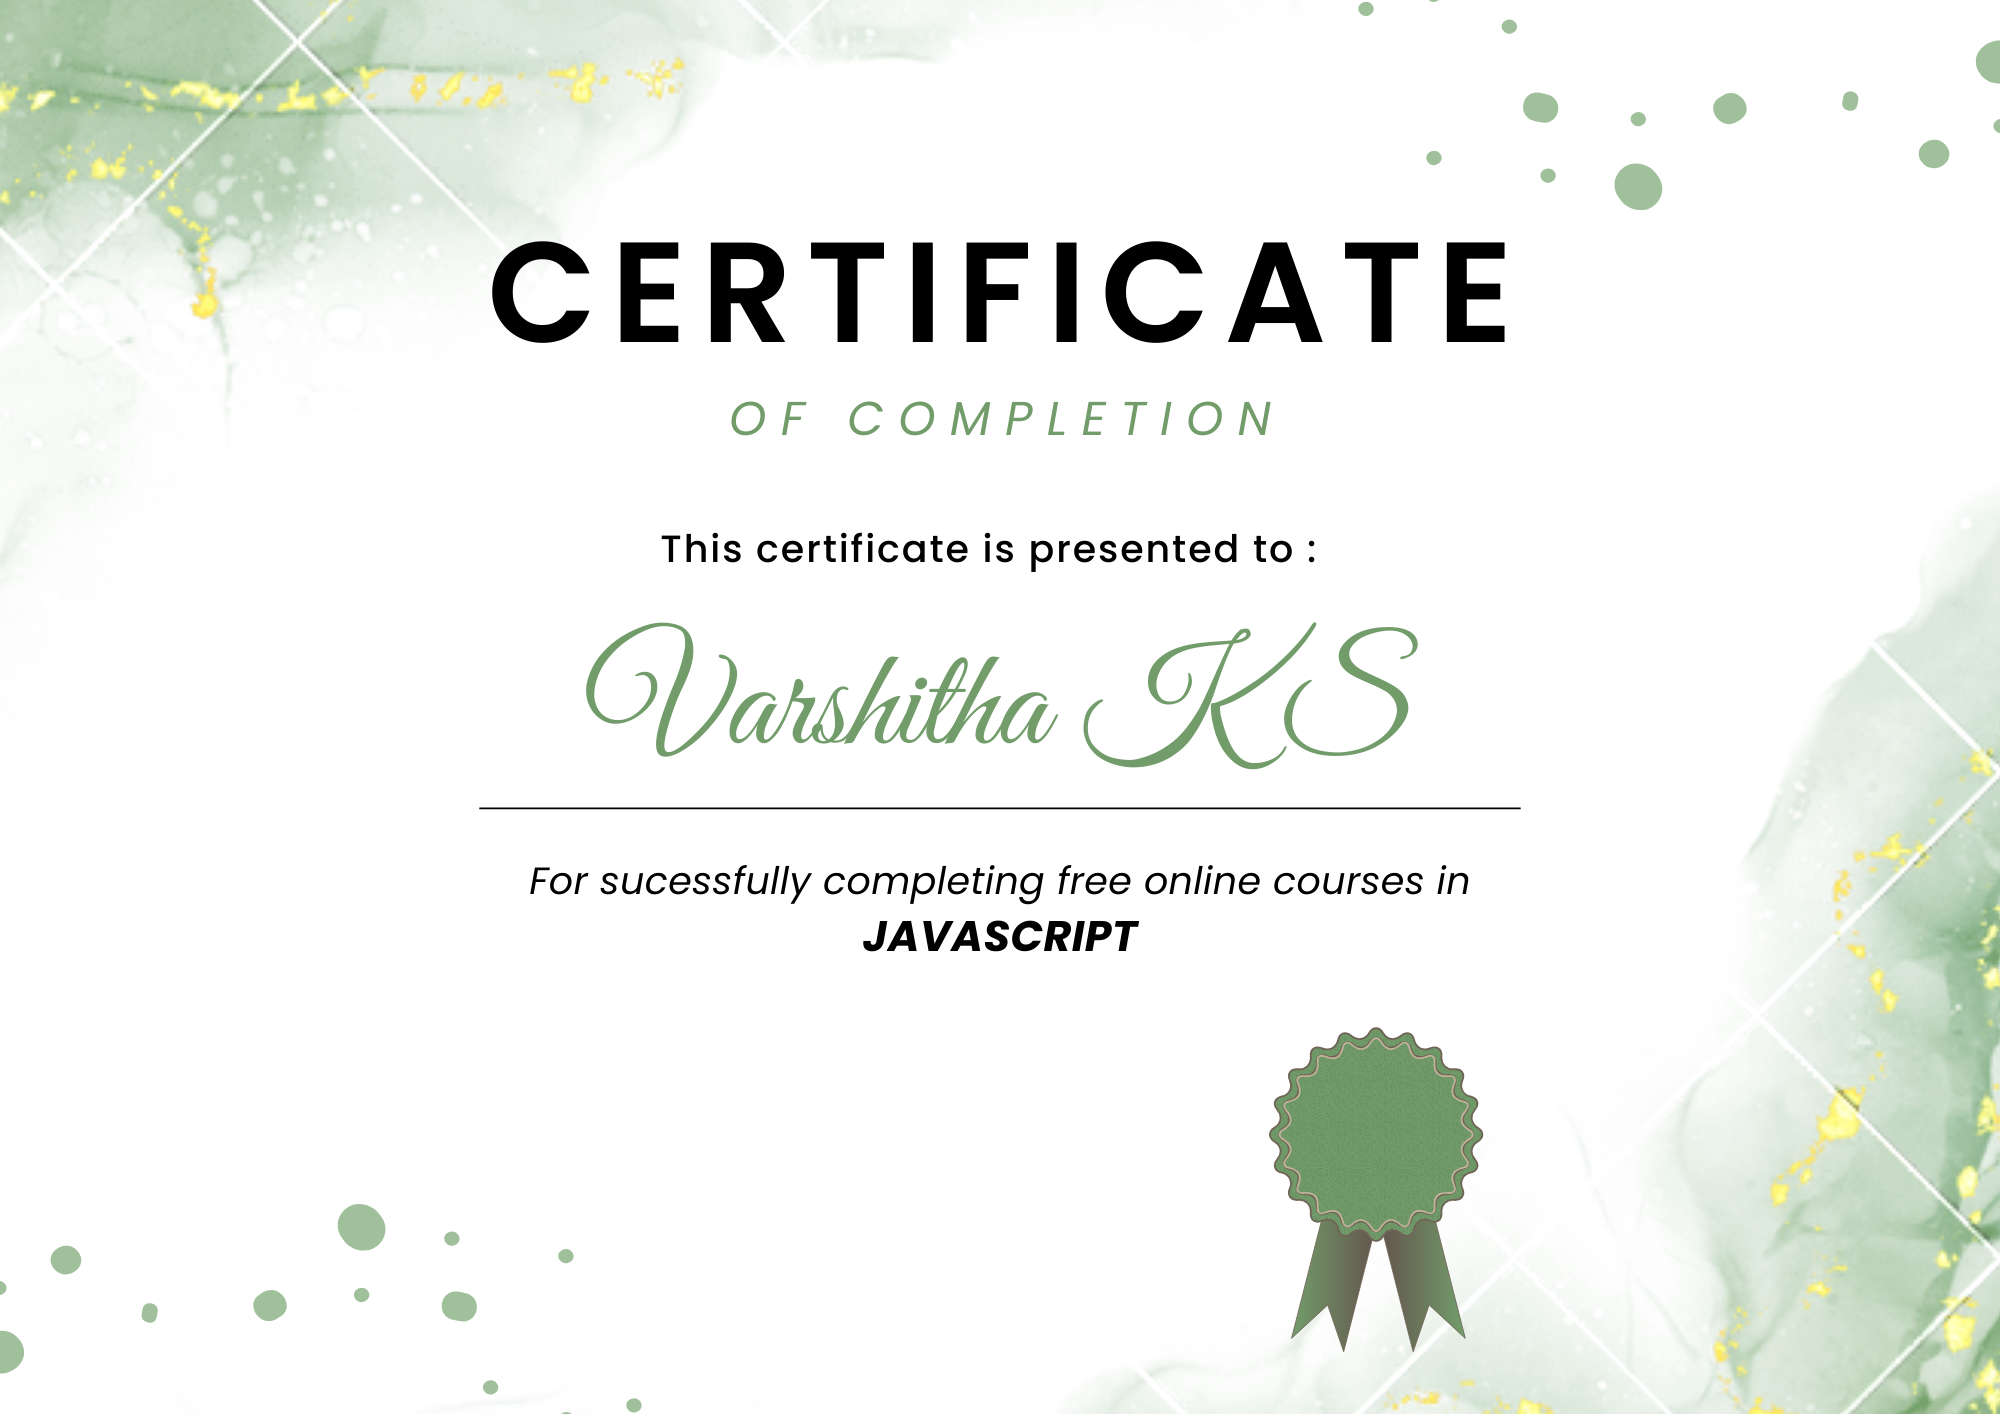 CERTIFICATE
OF COMPLETION
This certificate is presented to :
Varshitha KS
For sucessfully completing free online courses in
JAVASCRIPT